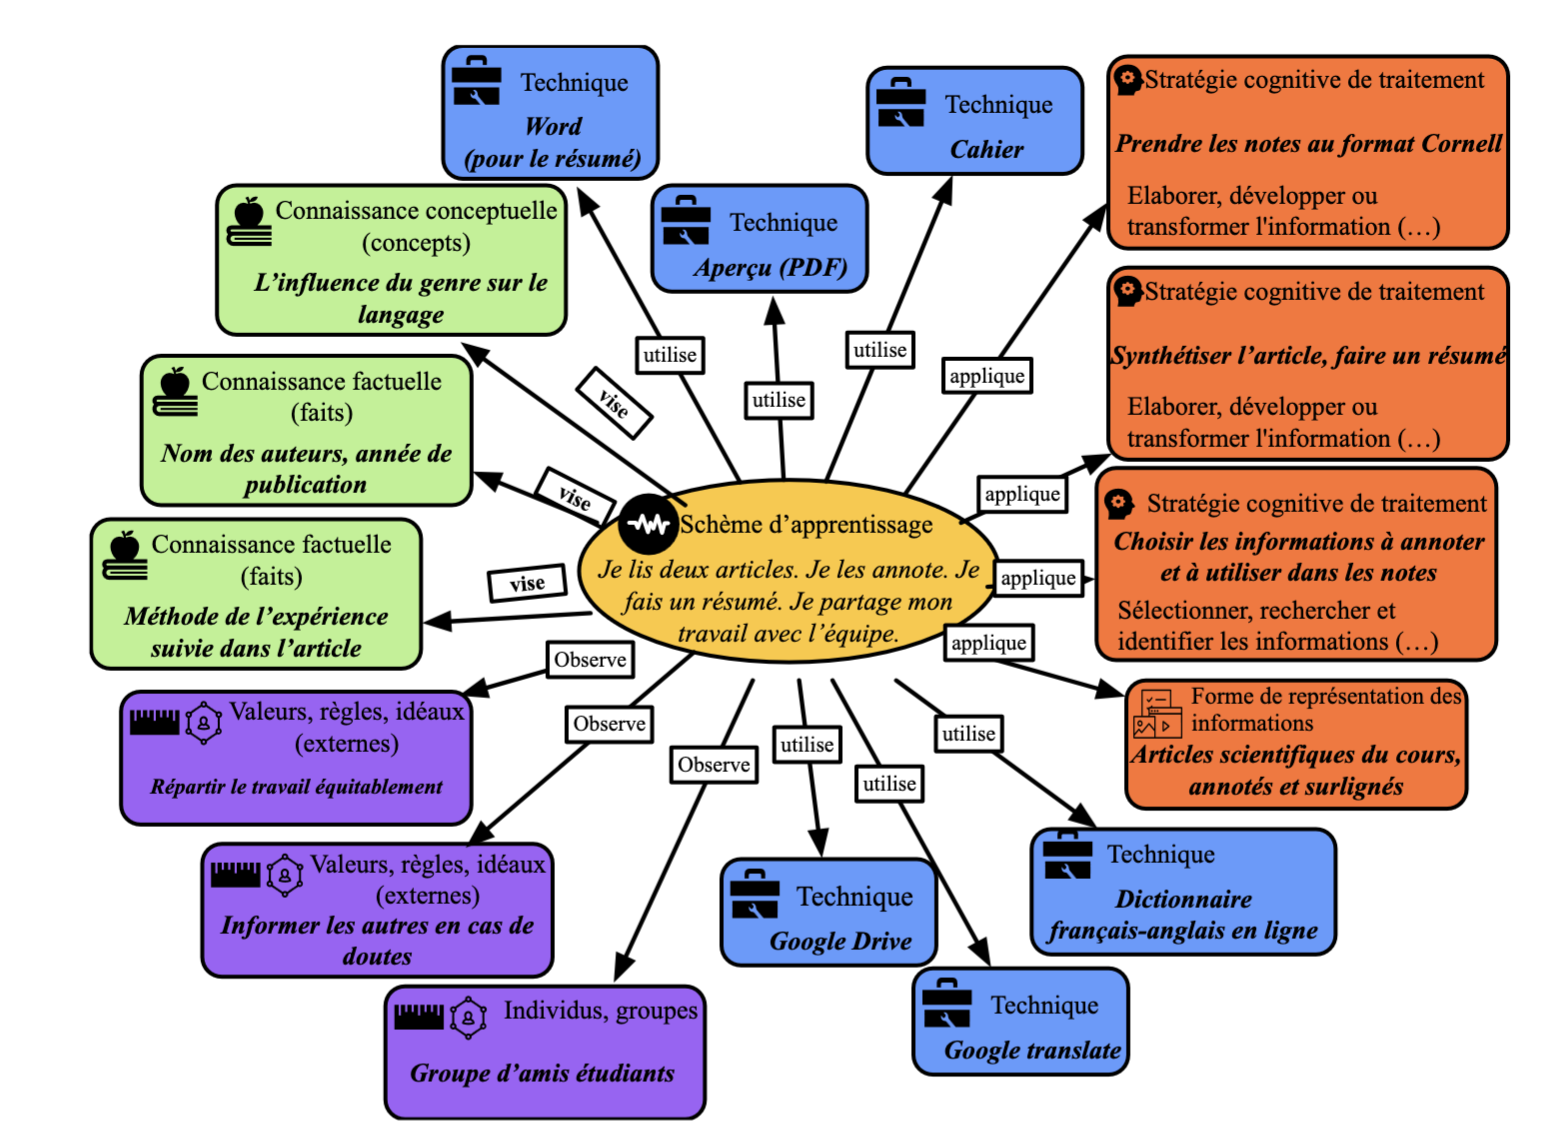 Technique
Word
(pour le résumé)
Technique
Cahier
Stratégie cognitive de traitement
Prendre les notes au format Cornell
Elaborer, développer ou
transformer l'information (…)
Connaissance conceptuelle
(concepts)
L’influence du genre sur le
langage
Technique
Aperçu (PDF)
Stratégie cognitive de traitement
Synthétiser l’article, faire un résumé
Elaborer, développer ou
transformer l'information (…)
utilise
utilise
utilise
applique
vise
Connaissance factuelle
(faits)
Nom des auteurs, année de
publication
vise
applique
Stratégie cognitive de traitement
Choisir les informations à annoter
et à utiliser dans les notes
Sélectionner, rechercher et
identifier les informations (…)
Connaissance factuelle
(faits)
Méthode de l’expérience
suivie dans l’article
vise
Schème d’apprentissage
Je lis deux articles. Je les annote. Je
fais un résumé. Je partage mon
travail avec l’équipe.
applique
applique
Observe
Observe
Observe
utilise
utilise
utilise
Forme de représentation des
informations
Articles scientifiques du cours,
annotés et surlignés
Valeurs, règles, idéaux
(externes)
Répartir le travail équitablement
Valeurs, règles, idéaux
(externes)
Informer les autres en cas de
doutes
Technique
Google Drive
Technique
Dictionnaire
français-anglais en ligne
Individus, groupes
Groupe d’amis étudiants
Technique
Google translate